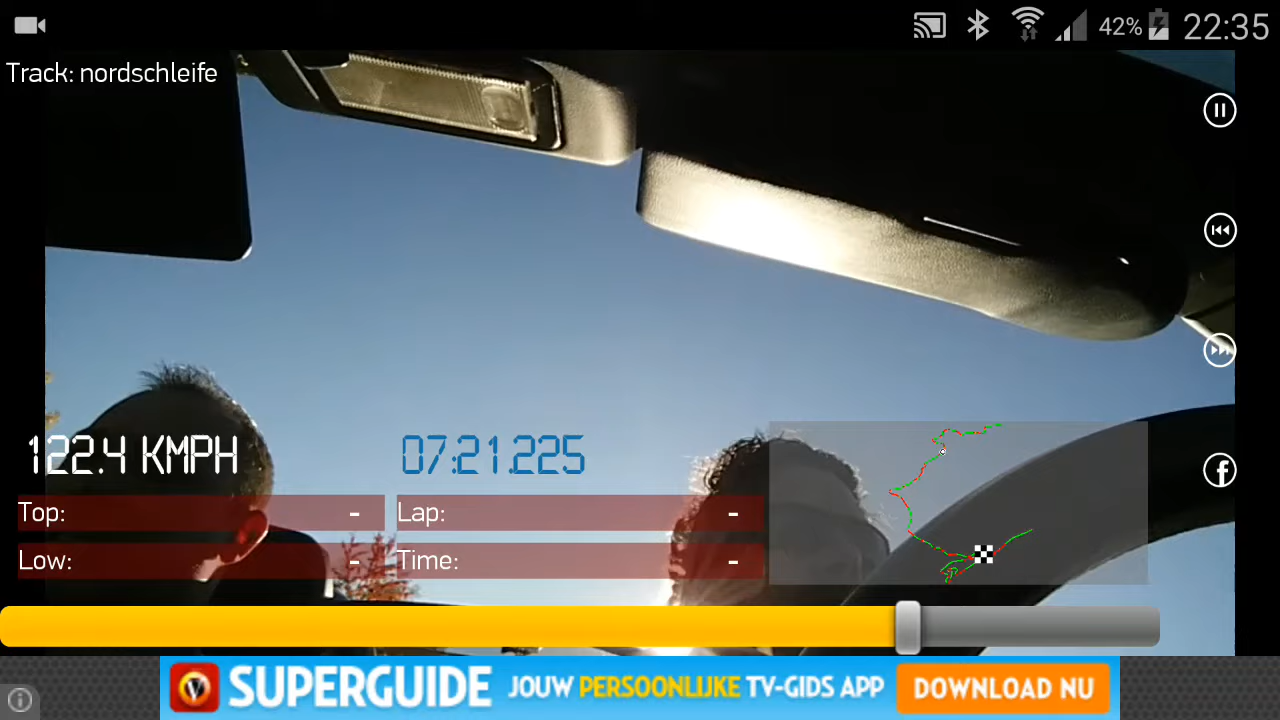 42% 22:35
Track: nordschleife
122.4 KMPH 07:21.225
Top: - Lap: -
Low: - Time: -
SUPERGUIDE JOUW PERSOONLIJKE TV-GIDS APP DOWNLOAD NU